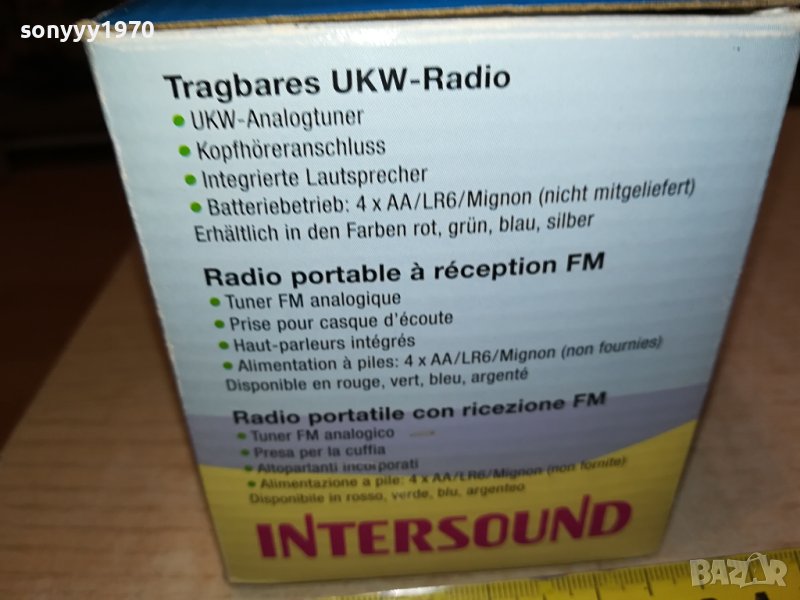 sonyyy1970
Tragbares UKW-Radio
• UKW-Analogtuner
• Kopfhöreranschluss
• Integrierte Lautsprecher
• Batteriebetrieb: 4 x AA/LR6/Mignon (nicht mitgeliefert)
Erhältlich in den Farben rot, grün, blau, silber
Radio portable à réception FM
• Tuner FM analogique
• Prise pour casque d'écoute
• Haut-parleurs intégrés
• Alimentation à piles: 4 x AA/LR6/Mignon (non fournies)
Disponible en rouge, vert, bleu, argenté
Radio portatile con ricezione FM
• Tuner FM analogico
• Presa per la cuffia
• Altoparlanti incorporati
• Alimentazione a pile: 4 x AA/LR6/Mignon (non fornite)
Disponibile in rosso, verde, blu, argenteo
INTERSOUND
BAZAR.bg